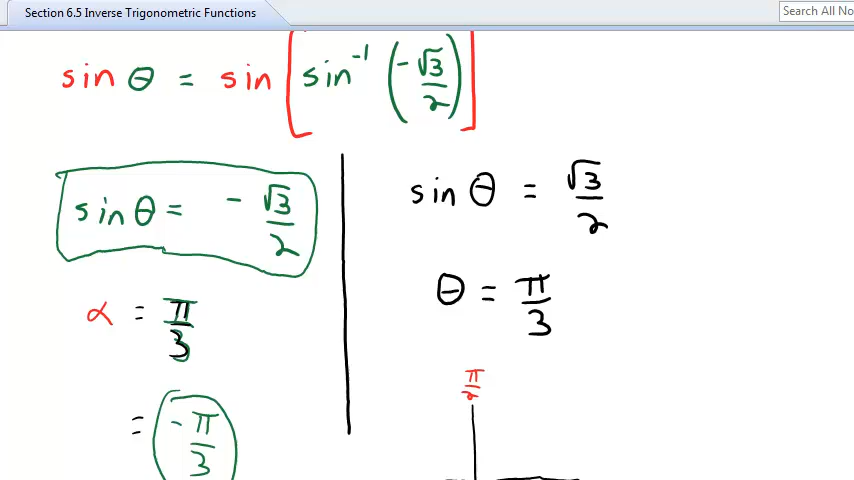 Section 6.5 Inverse Trigonometric Functions
Search All No
sin θ = sin [ sin⁻¹ ( -√3/2 ) ]
sin θ = - √3/2
α = π/3
= -π/3
sin θ = √3/2
θ = π/3
π/2